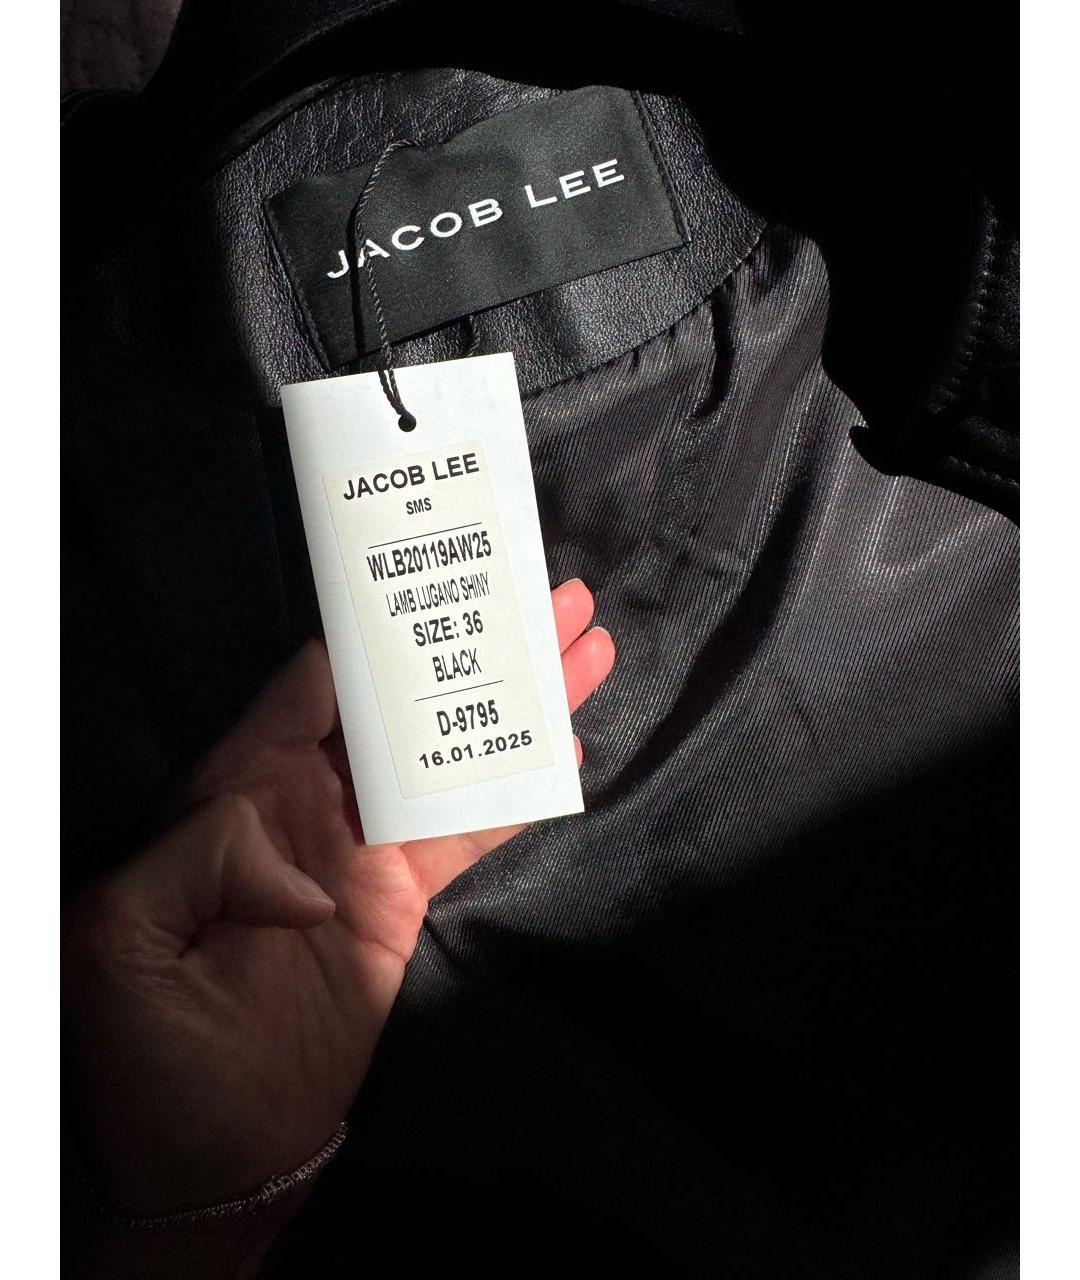 JACOB LEE
JACOB LEE
SMS
WLB20119AW25
LAMB LUGANO SHINY
SIZE: 36
BLACK
D-9795
16.01.2025